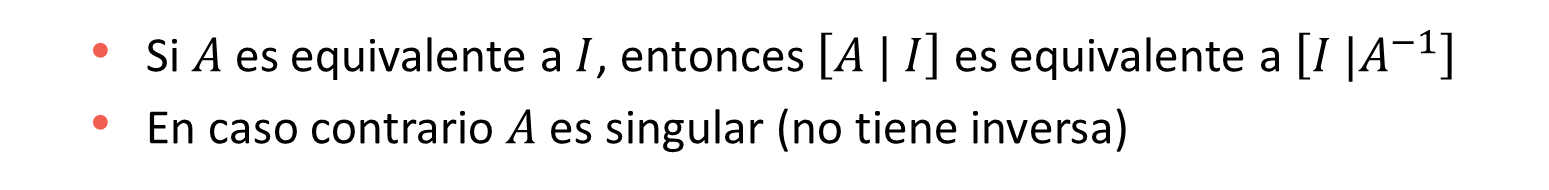 • Si A es equivalente a I, entonces [A | I] es equivalente a [I |A⁻¹]
• En caso contrario A es singular (no tiene inversa)